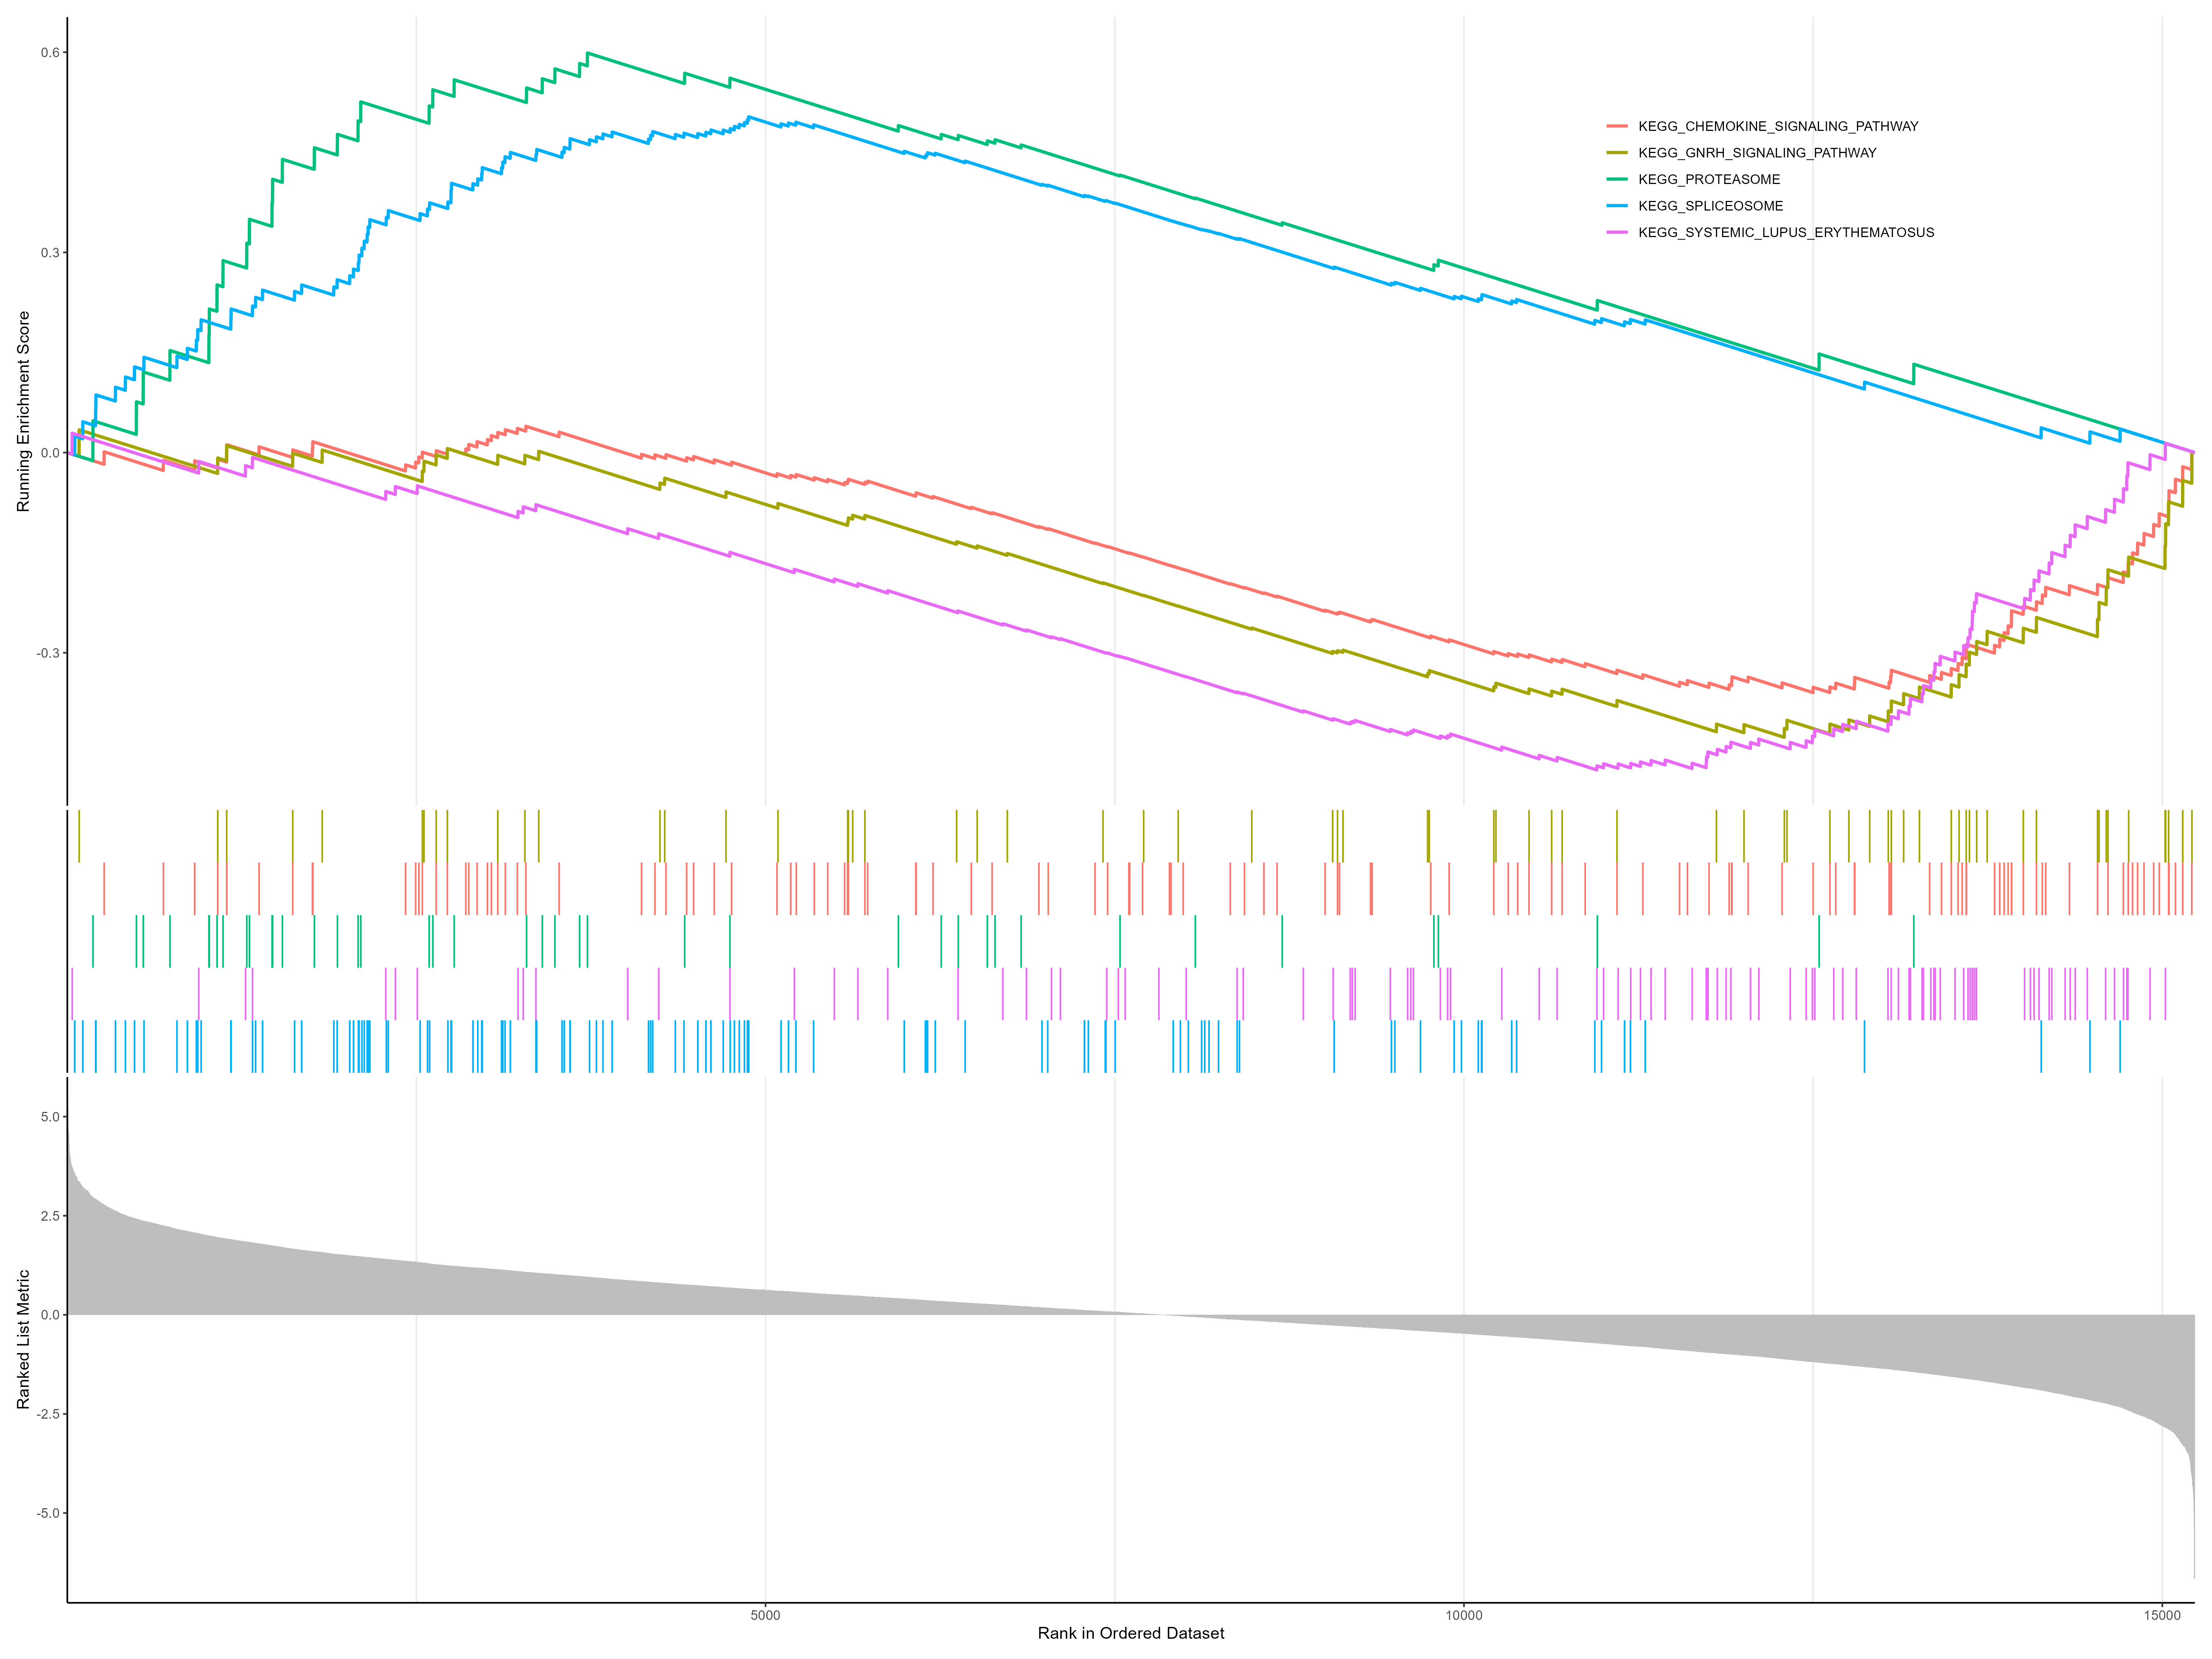 Running Enrichment Score
0.6
0.3
0.0
-0.3
KEGG_CHEMOKINE_SIGNALING_PATHWAY
KEGG_GNRH_SIGNALING_PATHWAY
KEGG_PROTEASOME
KEGG_SPLICEOSOME
KEGG_SYSTEMIC_LUPUS_ERYTHEMATOSUS
Ranked List Metric
5.0
2.5
0.0
-2.5
-5.0
5000 10000 15000
Rank in Ordered Dataset